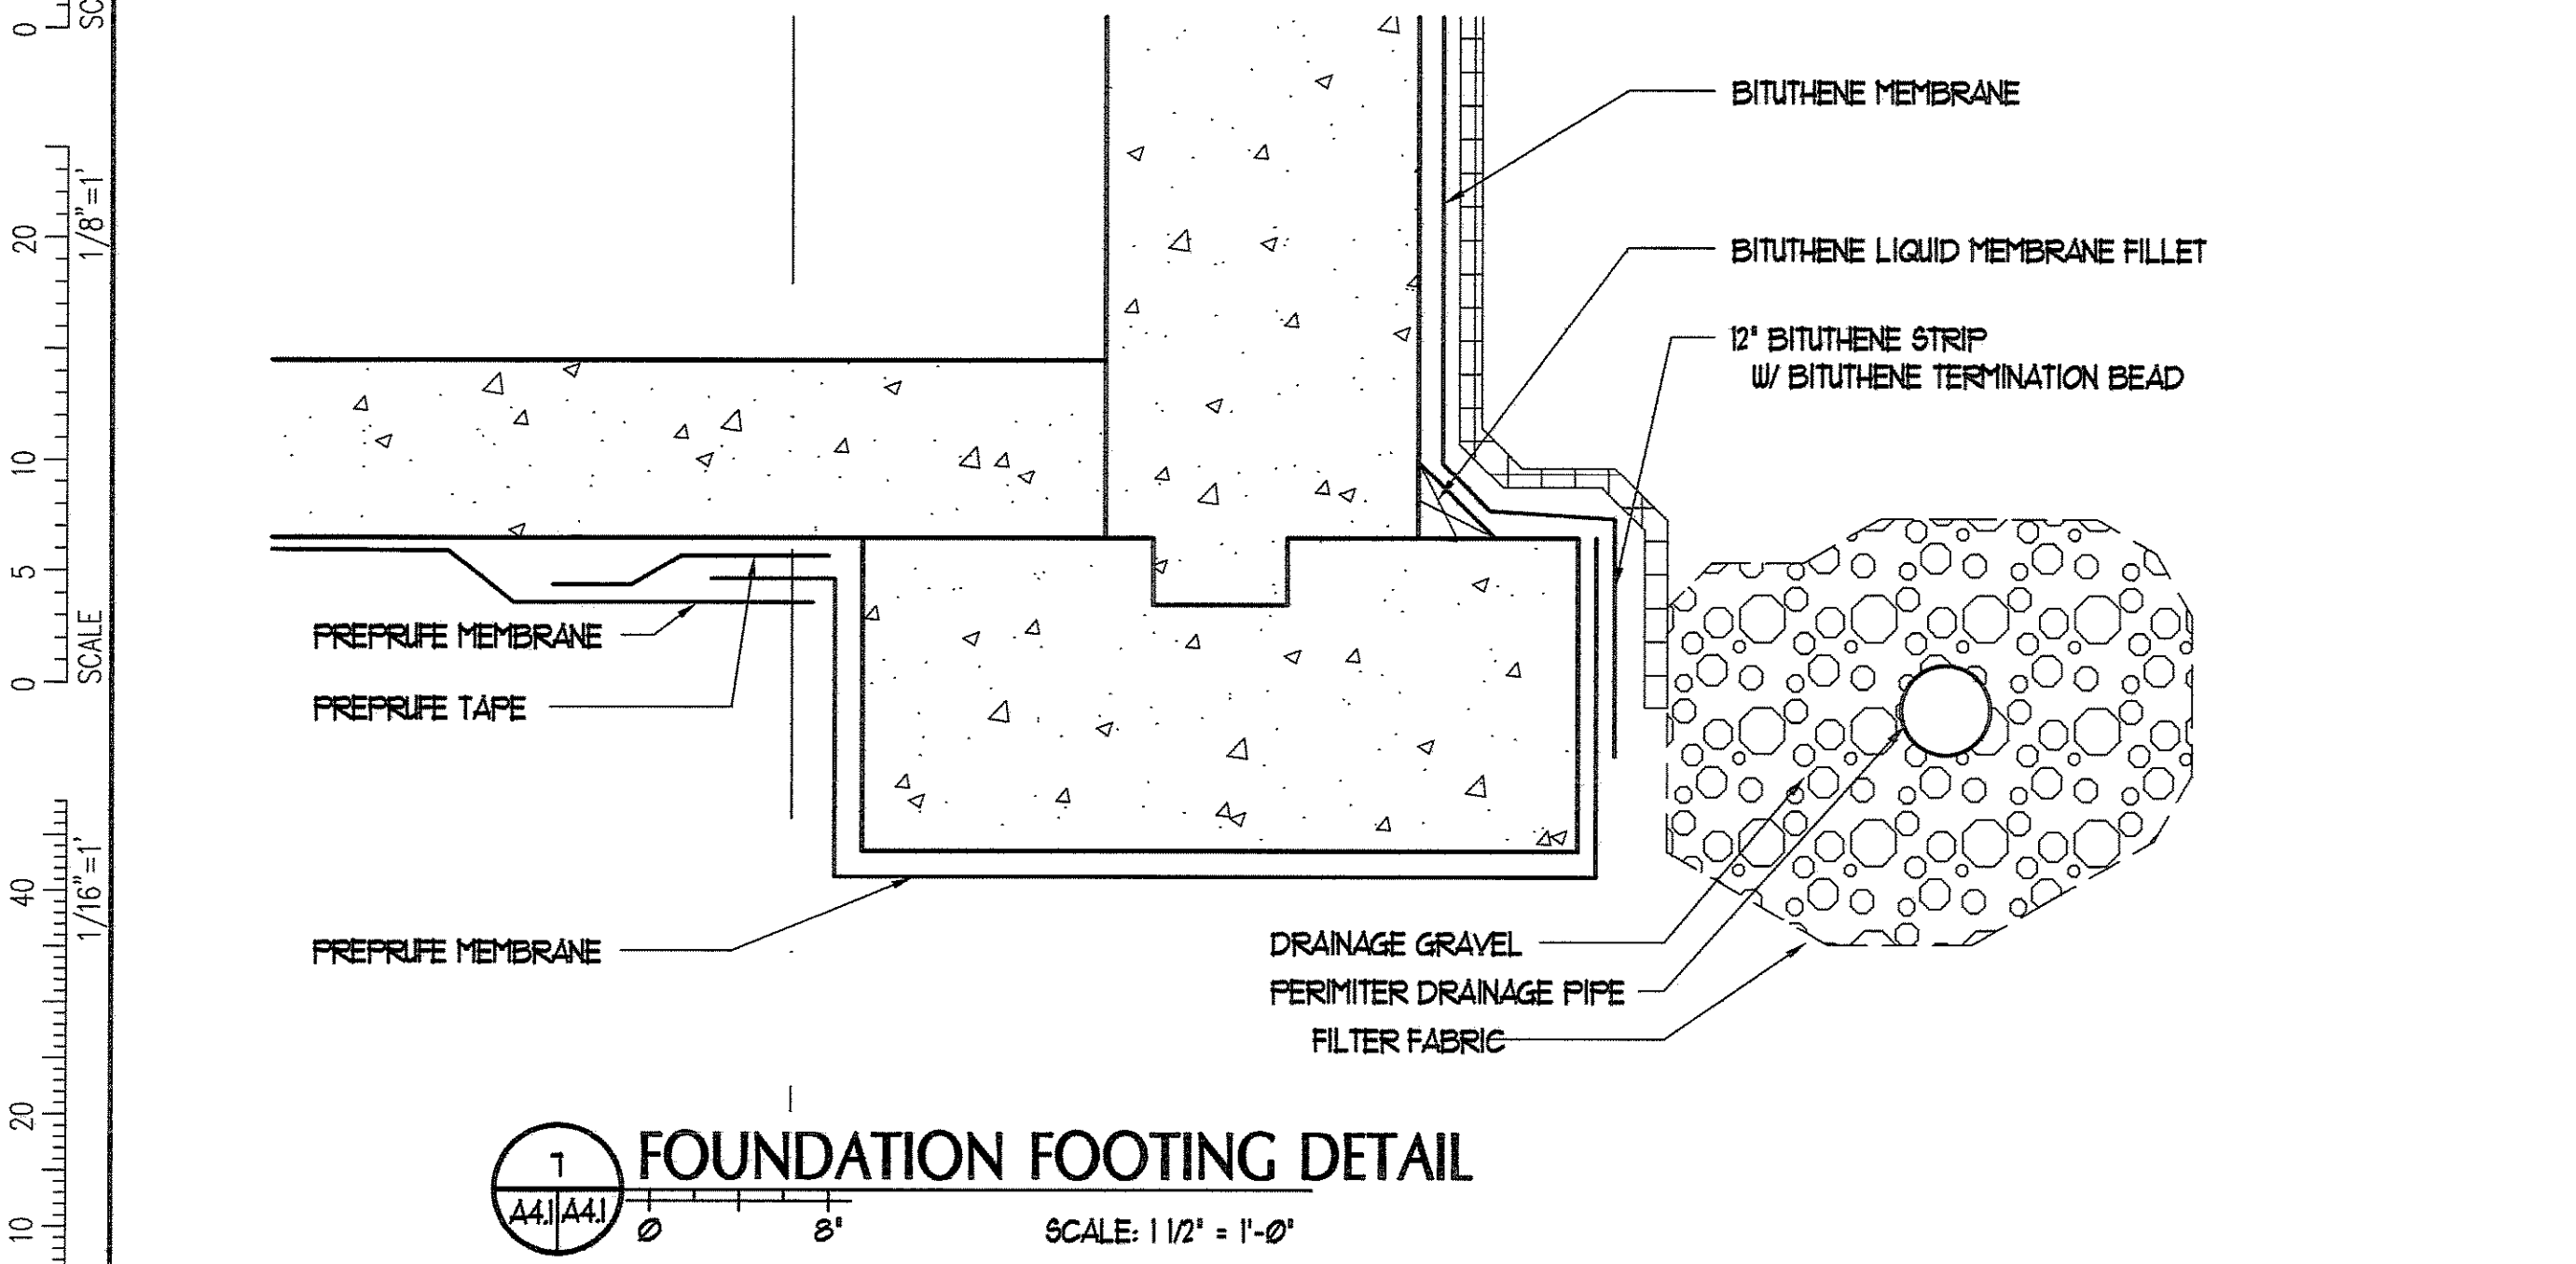 0
SC
1/8"=1'
20
10
5
0
SCALE
1/16"=1'
40
20
10
BITUTHENE MEMBRANE
BITUTHENE LIQUID MEMBRANE FILLET
12" BITUTHENE STRIP
W/ BITUTHENE TERMINATION BEAD
PREPRUFE MEMBRANE
PREPRUFE TAPE
PREPRUFE MEMBRANE
DRAINAGE GRAVEL
PERIMITER DRAINAGE PIPE
FILTER FABRIC
FOUNDATION FOOTING DETAIL
A4.1 A4.1
0 8"
SCALE: 1 1/2" = 1'-0"